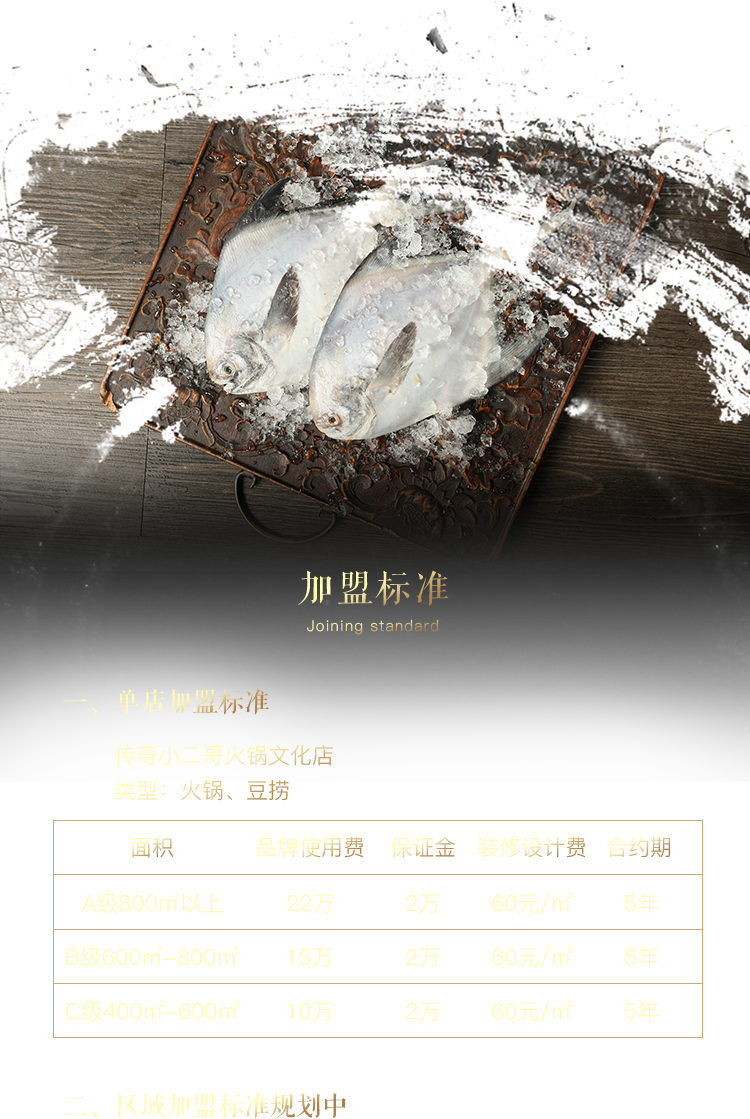 加盟标准
Joining standard
一、单店加盟标准
传奇小二哥火锅文化店
类型：火锅、豆捞
面积 品牌使用费 保证金 装修设计费 合约期
A级800㎡以上 22万 2万 60元/㎡ 5年
B级600㎡-800㎡ 15万 2万 60元/㎡ 5年
C级400㎡-600㎡ 10万 2万 60元/㎡ 5年
二、区域加盟标准规划中